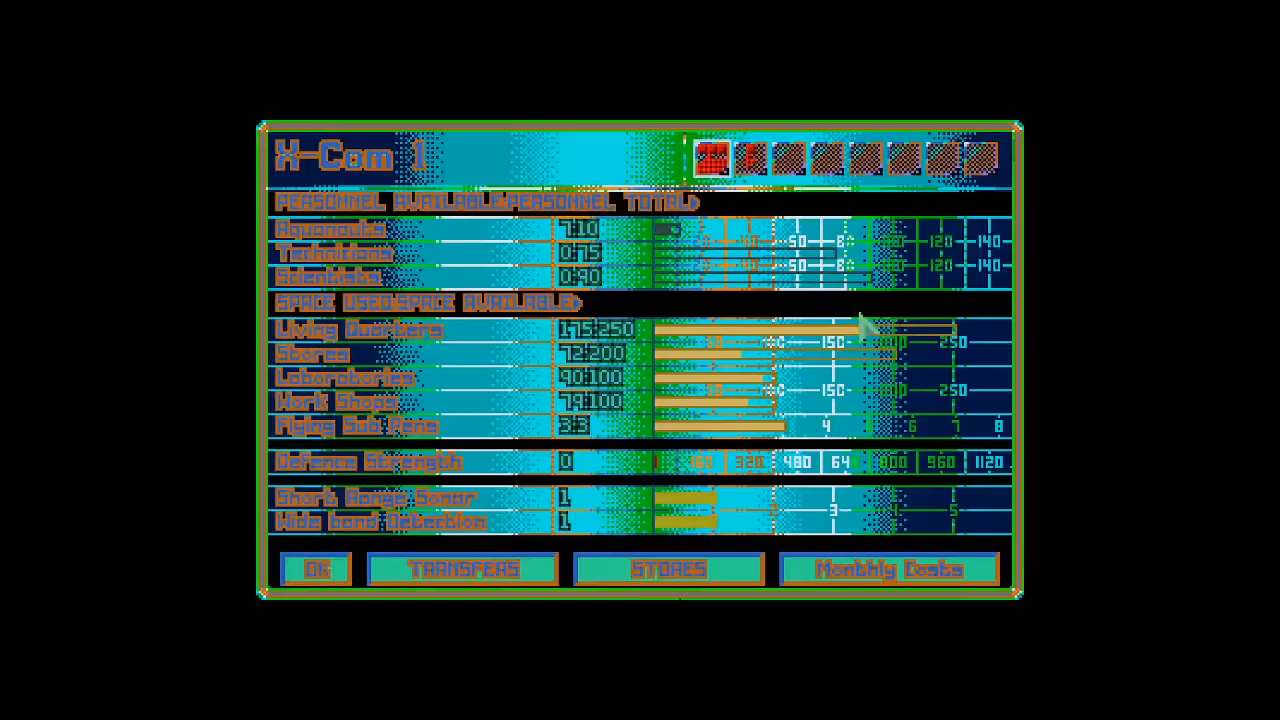 X-Com 1
PERSONNEL AVAILABLE:PERSONNEL TOTAL>
Aquanauts 7:10
Technicians 0:75
Scientists 0:90
SPACE USED:SPACE AVAILABLE>
Living Quarters 175:250
Stores 72:200
Laboratories 90:100
Work Shops 79:100
Flying Sub Pens 3:3
Defence Strength 0
Short Range Sonar 1
Wide band Detection 1
OK TRANSFERS STORES Monthly Costs